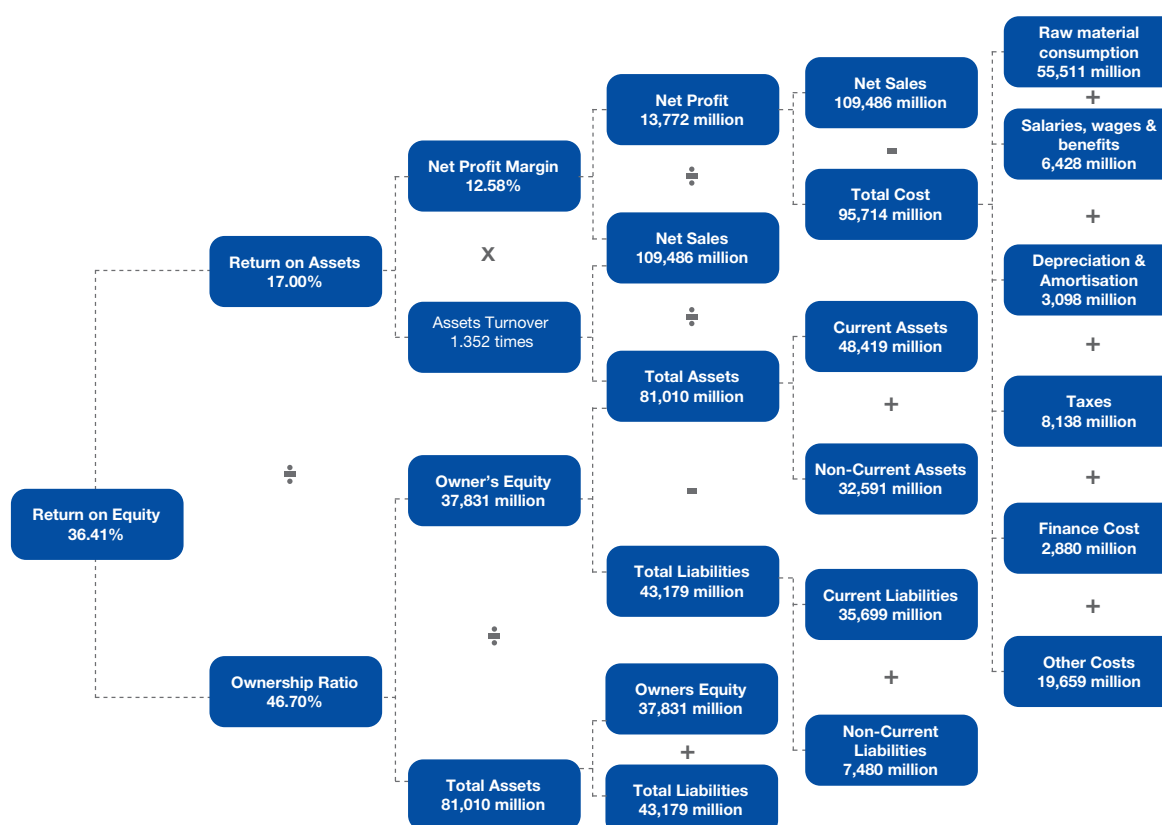 Return on Equity
36.41%
Return on Assets
17.00%
÷
Ownership Ratio
46.70%
Net Profit Margin
12.58%
x
Assets Turnover
1.352 times
Owner's Equity
37,831 million
÷
Total Assets
81,010 million
Net Profit
13,772 million
÷
Net Sales
109,486 million
÷
Total Assets
81,010 million
-
Total Liabilities
43,179 million
Owners Equity
37,831 million
+
Total Liabilities
43,179 million
Net Sales
109,486 million
-
Total Cost
95,714 million
Current Assets
48,419 million
+
Non-Current Assets
32,591 million
Current Liabilities
35,699 million
+
Non-Current
Liabilities
7,480 million
Raw material
consumption
55,511 million
+
Salaries, wages &
benefits
6,428 million
+
Depreciation &
Amortisation
3,098 million
+
Taxes
8,138 million
+
Finance Cost
2,880 million
+
Other Costs
19,659 million